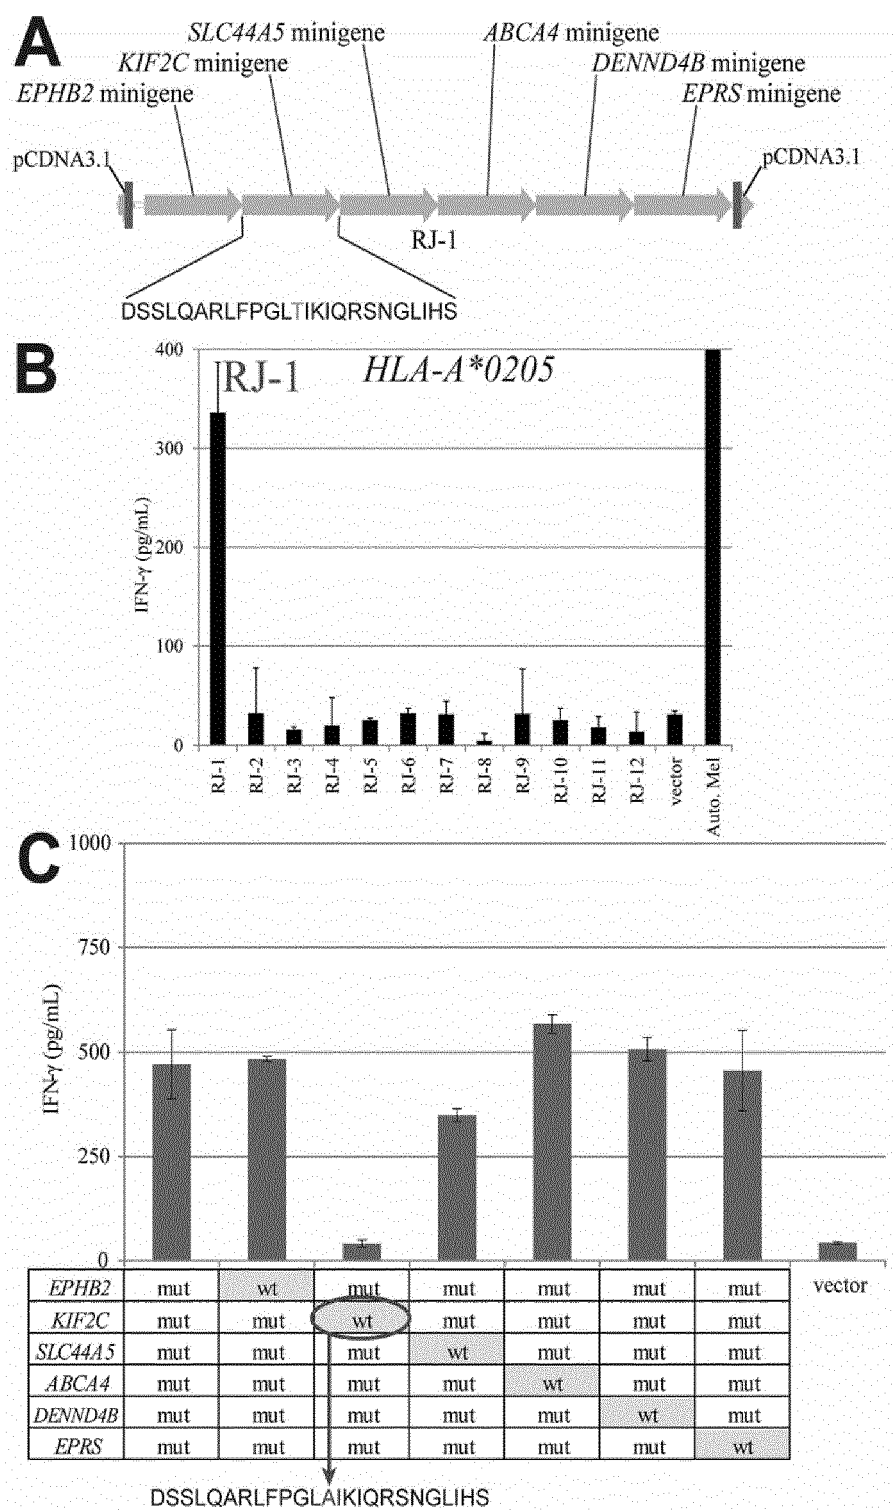 A
SLC44A5 minigene ABCA4 minigene
KIF2C minigene DENND4B minigene
EPHB2 minigene EPRS minigene
pCDNA3.1 pCDNA3.1
RJ-1
DSSLQARLFPGLTIKIQRSNGLIHS
B
400
RJ-1 HLA-A*0205
300
200
100
0
IFN-γ (pg/mL)
RJ-1 RJ-2 RJ-3 RJ-4 RJ-5 RJ-6 RJ-7 RJ-8 RJ-9 RJ-10 RJ-11 RJ-12 vector Auto. Mel
C
1000
750
500
250
0
IFN-γ (pg/mL)
EPHB2 mut wt mut mut mut mut mut vector
KIF2C mut mut wt mut mut mut mut
SLC44A5 mut mut mut wt mut mut mut
ABCA4 mut mut mut mut wt mut mut
DENND4B mut mut mut mut mut wt mut
EPRS mut mut mut mut mut mut wt
DSSLQARLFPGLAIKIQRSNGLIHS